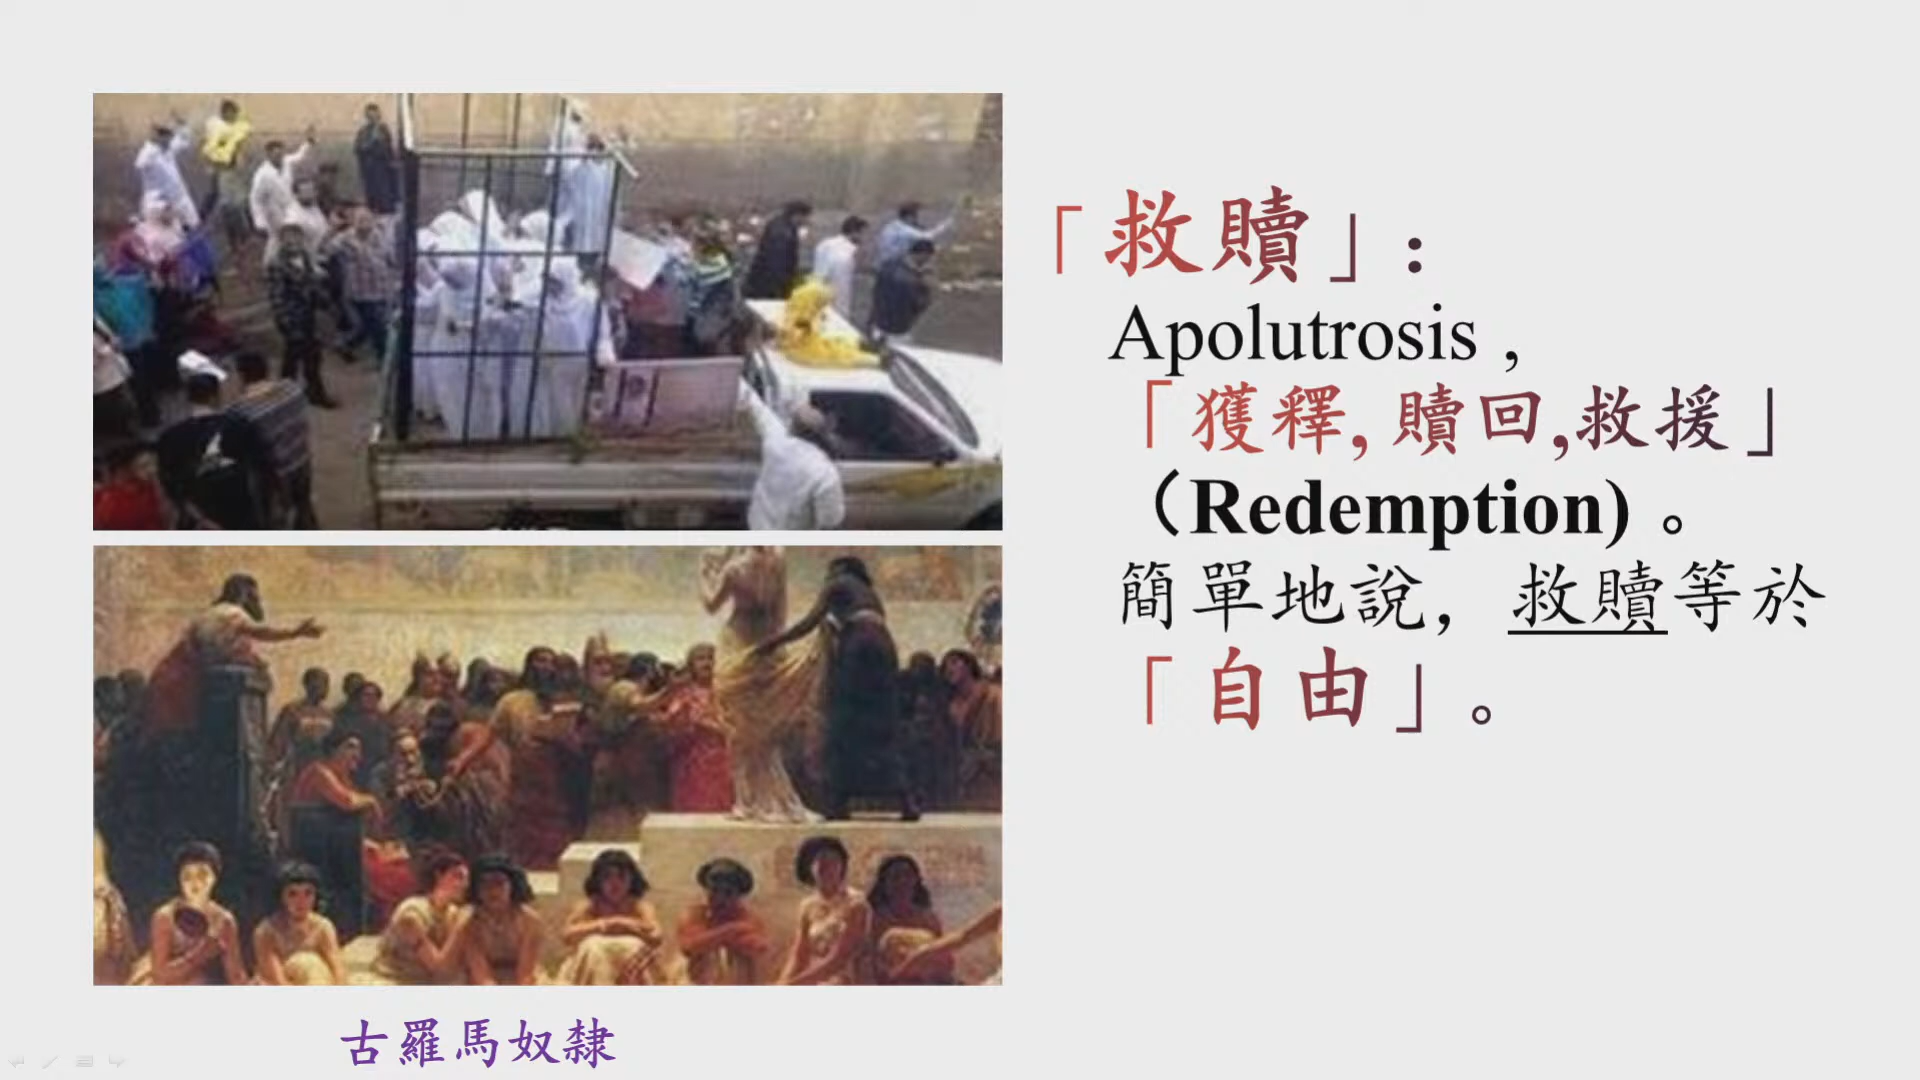 「救贖」:
Apolutrosis ,
「獲釋, 贖回,救援」
（Redemption) 。
簡單地說, 救贖等於
「自由」。
古羅馬奴隸